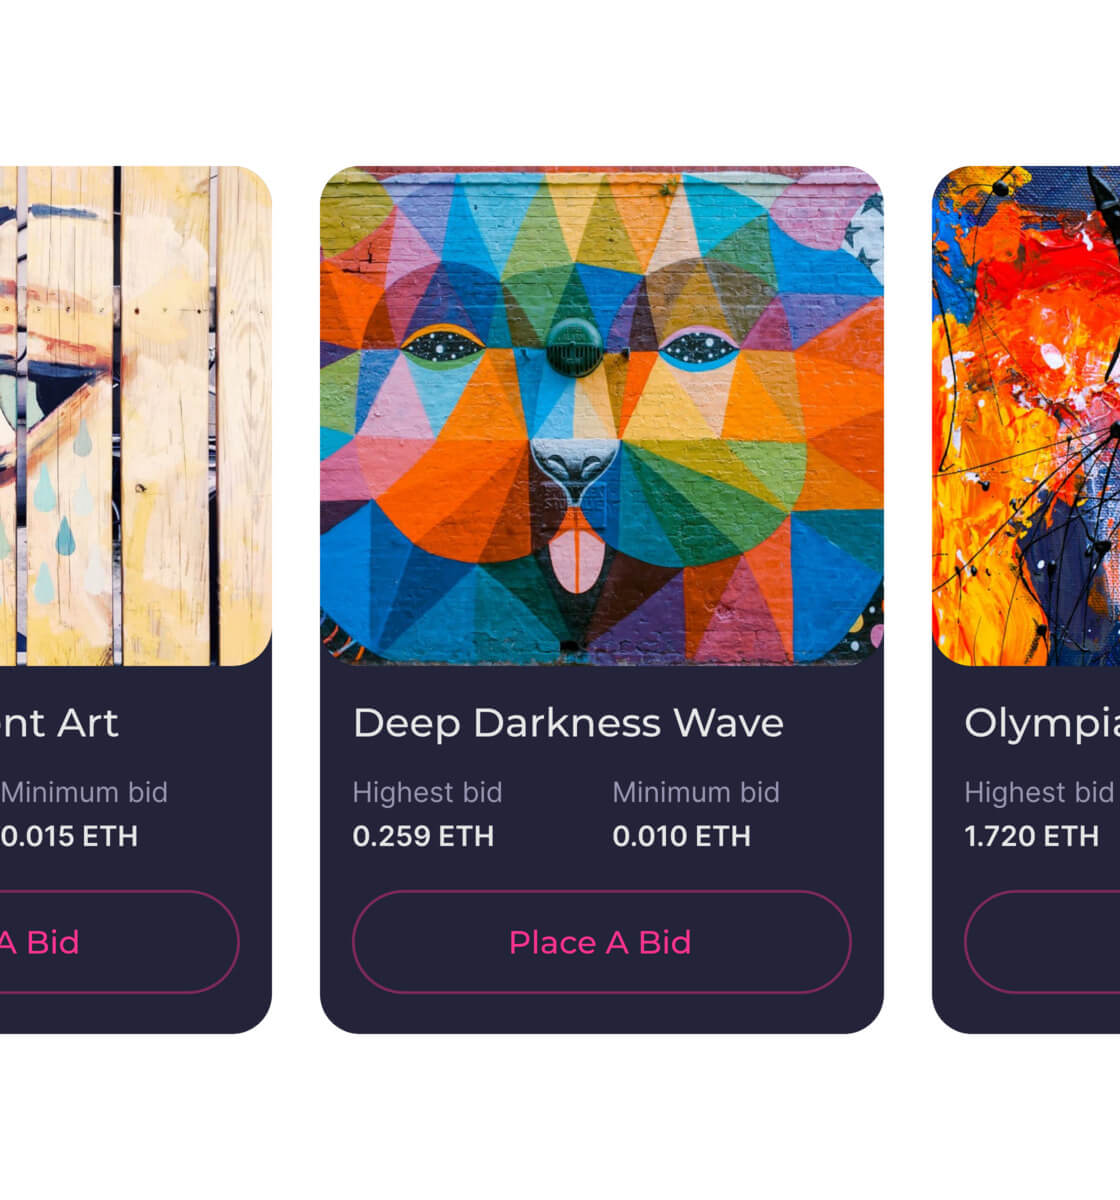 nt Art
Minimum bid
0.015 ETH
A Bid
Deep Darkness Wave
Highest bid
Minimum bid
0.259 ETH
0.010 ETH
Place A Bid
Olympia
Highest bid
1.720 ETH